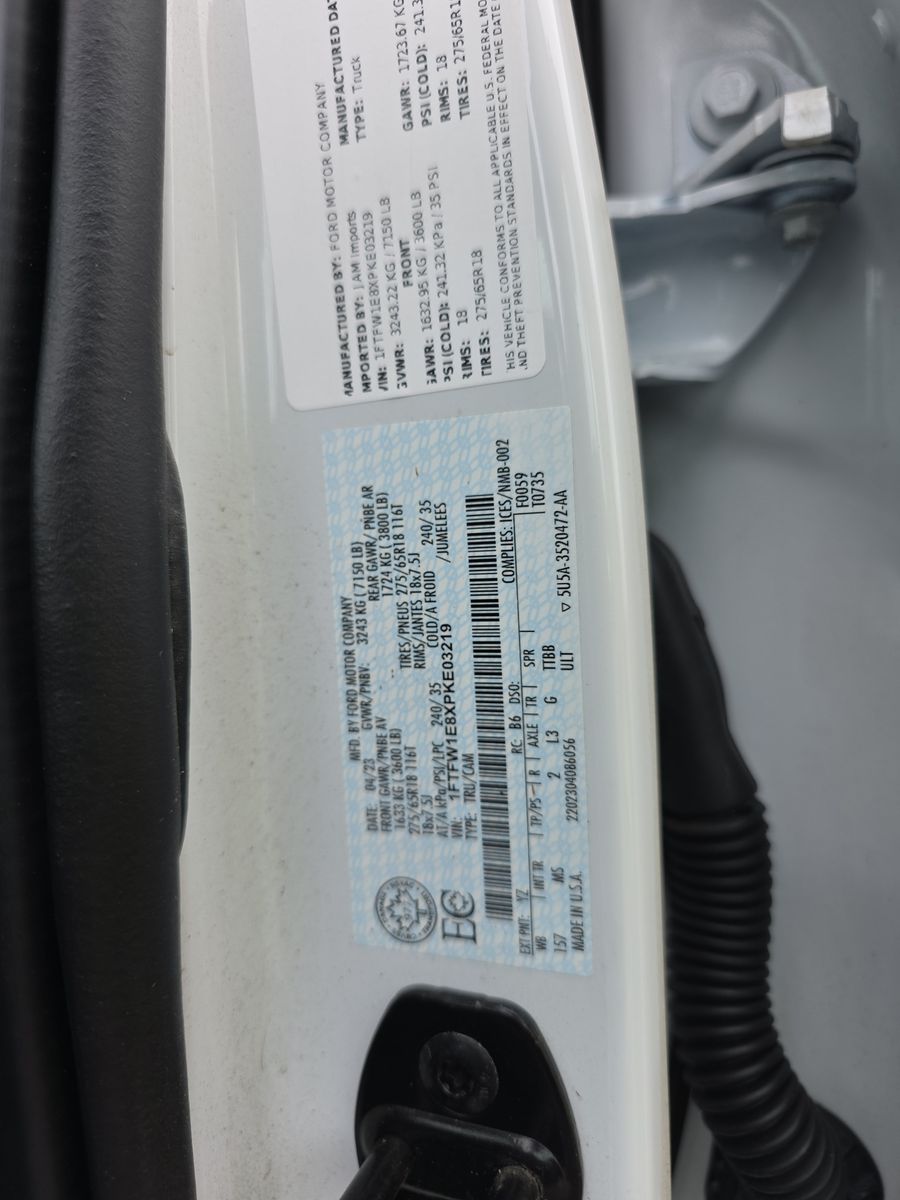 MANUFACTURED BY: FORD MOTOR COMPANY
IMPORTED BY: J AM Imports MANUFACTURED DAT
VIN: 1FTFW1E8XPKE03219 TYPE: Truck
GVWR: 3243.22 KG / 7150 LB
FRONT
GAWR: 1632.95 KG / 3600 LB GAWR: 1723.67 KG
PSI (COLD): 241.32 KPa / 35 PSI PSI (COLD): 241.3
RIMS: 18 RIMS: 18
TIRES: 275/65R18 TIRES: 275/65R1
THIS VEHICLE CONFORMS TO ALL APPLICABLE U.S. FEDERAL MO
AND THEFT PREVENTION STANDARDS IN EFFECT ON THE DATE
MFD. BY FORD MOTOR COMPANY
DATE: 04/23 GVWR/PNBV: 3243 KG ( 7150 LB)
FRONT GAWR/PNBE AV REAR GAWR/ PNBE AR
1633 KG ( 3600 LB) -- 1724 KG ( 3800 LB)
275/65R18 116T TIRES/PNEUS 275/65R18 116T
18x7.5J RIMS/JANTES 18x7.5J
AT/A kPa/PSI/LPC 240/ 35 COLD/A FROID 240/ 35
VIN: 1FTFW1E8XPKE03219 /JUMELEES
TYPE: TRU/CAM
EC
COMPLIES: ICES/NMB-002
EXT PNT: YZ RC: B6 DSO: F0059
WB INT TR TP/PS R AXLE TR SPR T0735
157 MS 2 L3 G TTBB
2202304086056 ULT
MADE IN U.S.A. ▽ 5U5A-3520472-AA